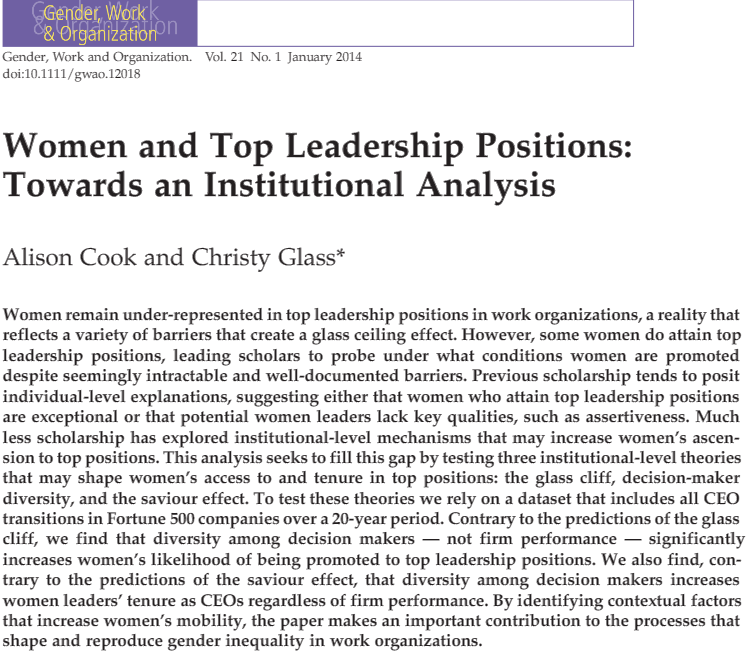 Gender, Work
& Organization
Gender, Work and Organization. Vol. 21 No. 1 January 2014
doi:10.1111/gwao.12018
Women and Top Leadership Positions:
Towards an Institutional Analysis
Alison Cook and Christy Glass*
Women remain under-represented in top leadership positions in work organizations, a reality that
reflects a variety of barriers that create a glass ceiling effect. However, some women do attain top
leadership positions, leading scholars to probe under what conditions women are promoted
despite seemingly intractable and well-documented barriers. Previous scholarship tends to posit
individual-level explanations, suggesting either that women who attain top leadership positions
are exceptional or that potential women leaders lack key qualities, such as assertiveness. Much
less scholarship has explored institutional-level mechanisms that may increase women's ascen-
sion to top positions. This analysis seeks to fill this gap by testing three institutional-level theories
that may shape women's access to and tenure in top positions: the glass cliff, decision-maker
diversity, and the saviour effect. To test these theories we rely on a dataset that includes all CEO
transitions in Fortune 500 companies over a 20-year period. Contrary to the predictions of the glass
cliff, we find that diversity among decision makers — not firm performance — significantly
increases women's likelihood of being promoted to top leadership positions. We also find, con-
trary to the predictions of the saviour effect, that diversity among decision makers increases
women leaders' tenure as CEOs regardless of firm performance. By identifying contextual factors
that increase women's mobility, the paper makes an important contribution to the processes that
shape and reproduce gender inequality in work organizations.